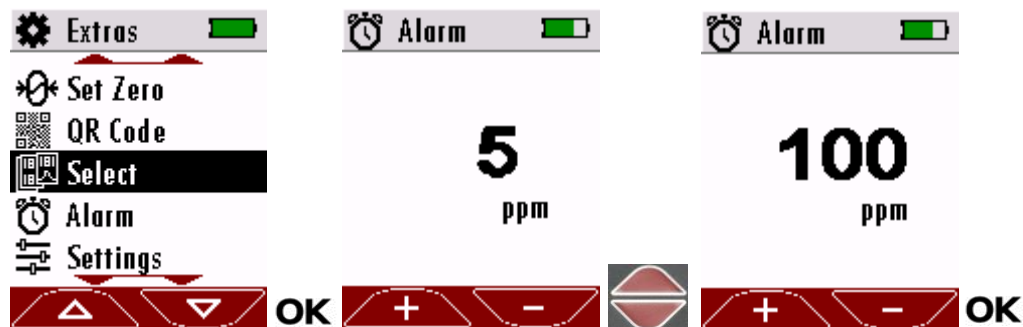 Extras
Set Zero
QR Code
Select
Alarm
Settings
OK
Alarm
5
ppm
+ -
Alarm
100
ppm
+ -
OK